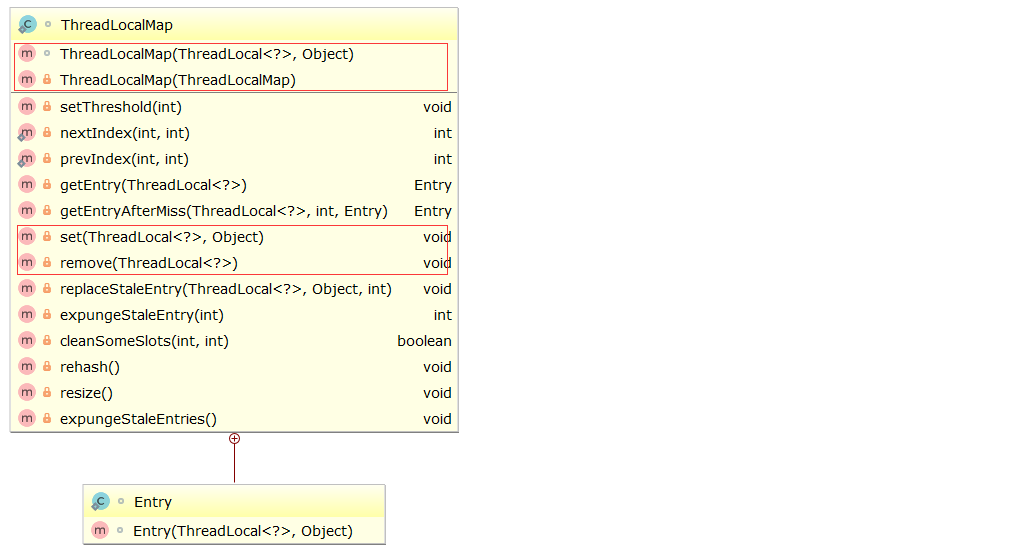 ThreadLocalMap
ThreadLocalMap(ThreadLocal<?>, Object)
ThreadLocalMap(ThreadLocalMap)
setThreshold(int) void
nextIndex(int, int) int
prevIndex(int, int) int
getEntry(ThreadLocal<?>) Entry
getEntryAfterMiss(ThreadLocal<?>, int, Entry) Entry
set(ThreadLocal<?>, Object) void
remove(ThreadLocal<?>) void
replaceStaleEntry(ThreadLocal<?>, Object, int) void
expungeStaleEntry(int) int
cleanSomeSlots(int, int) boolean
rehash() void
resize() void
expungeStaleEntries() void
Entry
Entry(ThreadLocal<?>, Object)